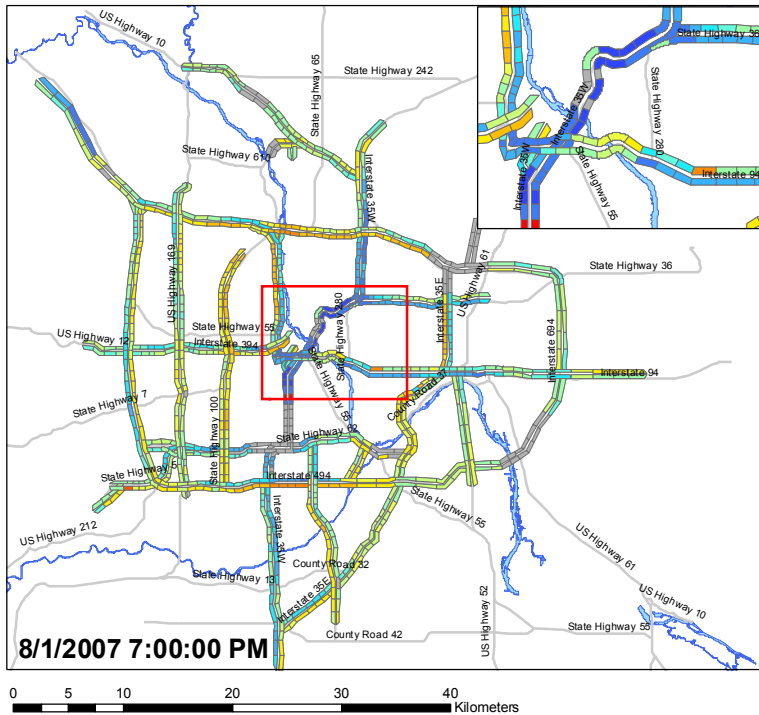 US Highway 10
State Highway 65
State Highway 242
State Highway 36
Interstate 35W
State Highway 280
Interstate 94
Interstate 35W
State Highway 55
State Highway 610
Interstate 35W
US Highway 169
US Highway 61
State Highway 36
Interstate 35E
State Highway 280
State Highway 55
US Highway 12
Interstate 394
Interstate 694
State Highway 55
Interstate 94
County Road 37
State Highway 7
State Highway 100
State Highway 62
State Highway 5
Interstate 494
State Highway 55
US Highway 212
Interstate 35W
County Road 32
State Highway 13
Interstate 35E
US Highway 61
US Highway 52
US Highway 10
State Highway 55
County Road 42
8/1/2007 7:00:00 PM
0 5 10 20 30 40
Kilometers